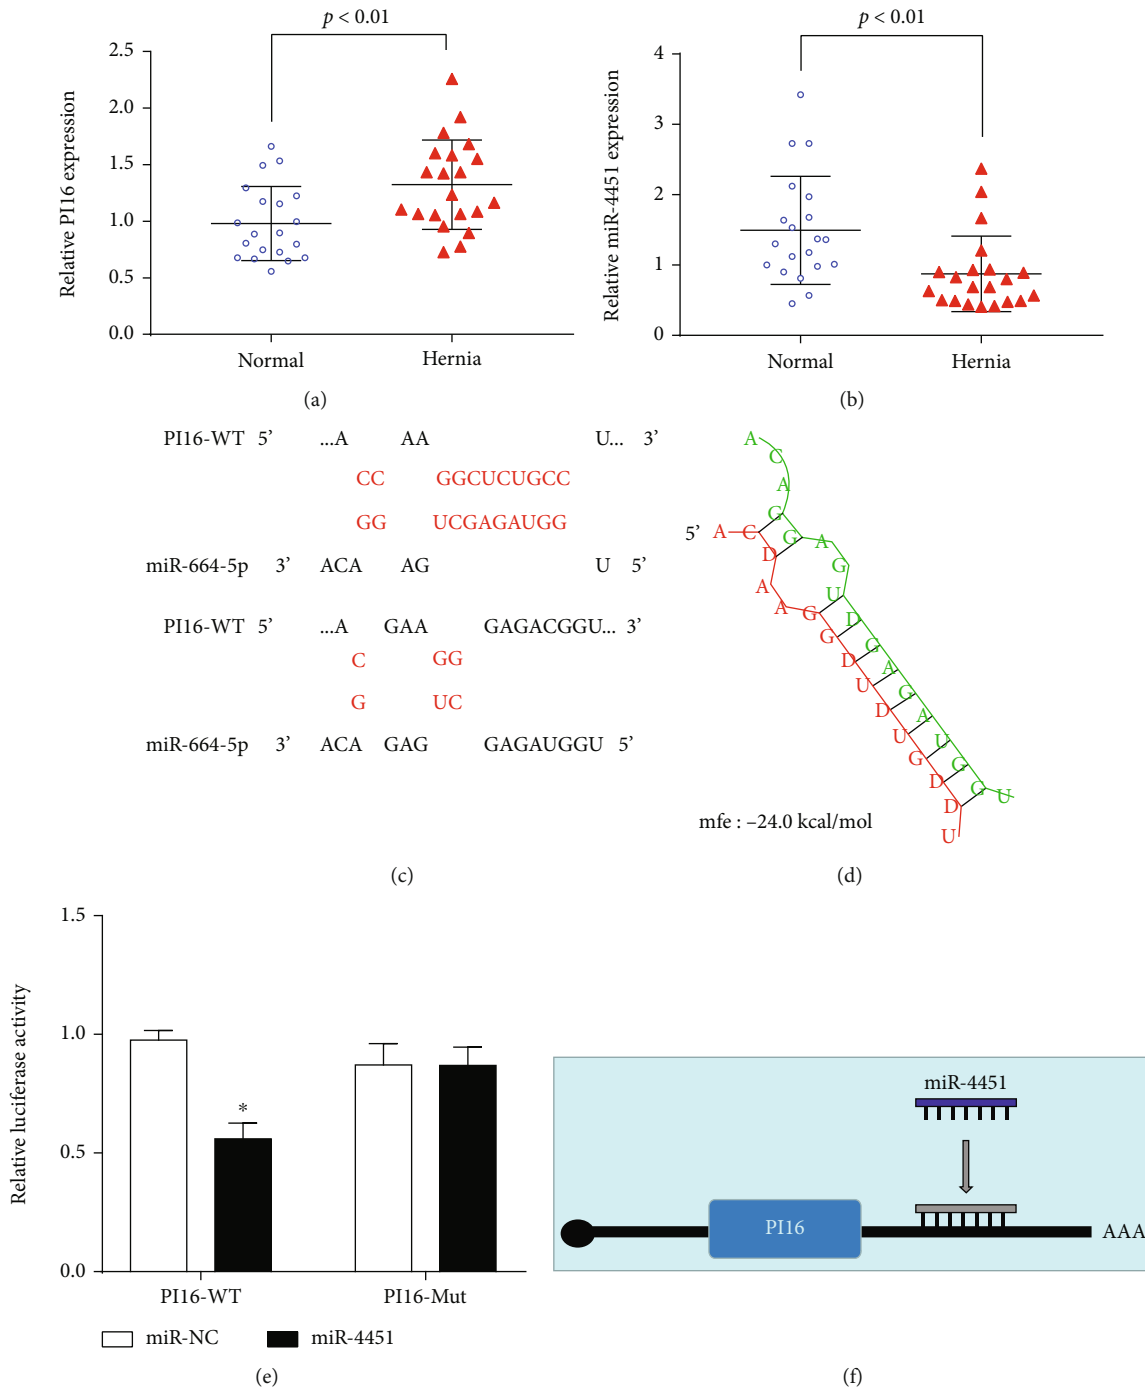 p < 0.01
Relative PI16 expression
2.5
2.0
1.5
1.0
0.5
0.0
Normal Hernia
(a)
p < 0.01
Relative miR-4451 expression
4
3
2
1
0
Normal Hernia
(b)
PI16-WT 5’ ...A AA U... 3’
CC GGCUCUGCC
GG UCGAGAUGG
miR-664-5p 3’ ACA AG U 5’
PI16-WT 5’ ...A GAA GAGACGGU... 3’
C GG
G UC
miR-664-5p 3’ ACA GAG GAGAUGGU 5’
(c)
A
C
A
G
G
A
G
U
D
G
A
G
A
U
G
G
U
5’ A
C
D
A
A
G
G
D
U
D
U
G
D
D
U
mfe : –24.0 kcal/mol
(d)
Relative luciferase activity
1.5
1.0
0.5
0.0
*
PI16-WT PI16-Mut
miR-NC miR-4451
(e)
miR-4451
PI16
AAA
(f)